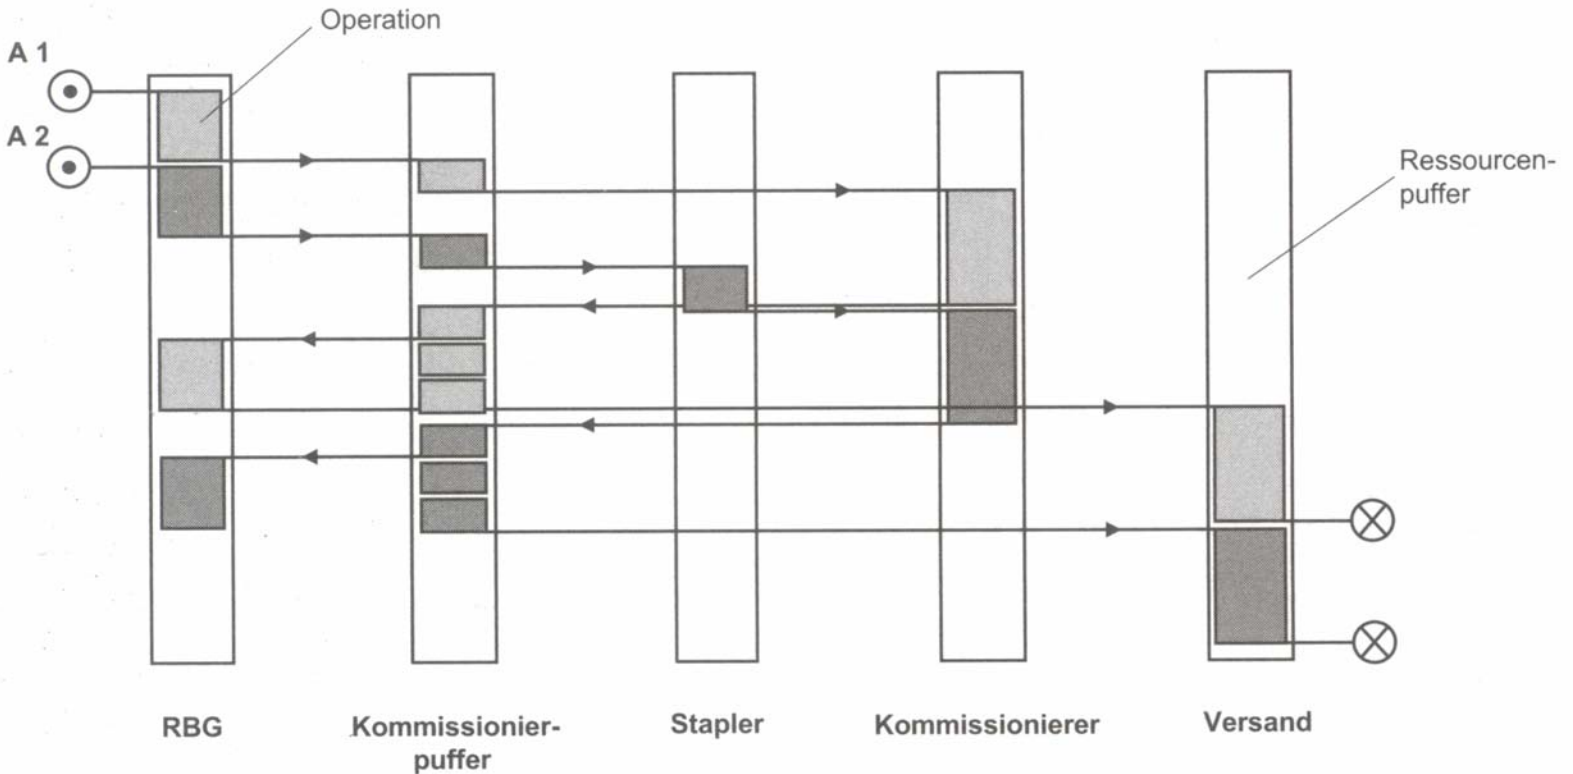 Operation
A 1
A 2
Ressourcen-
puffer
RBG
Kommissionier-
puffer
Stapler
Kommissionierer
Versand